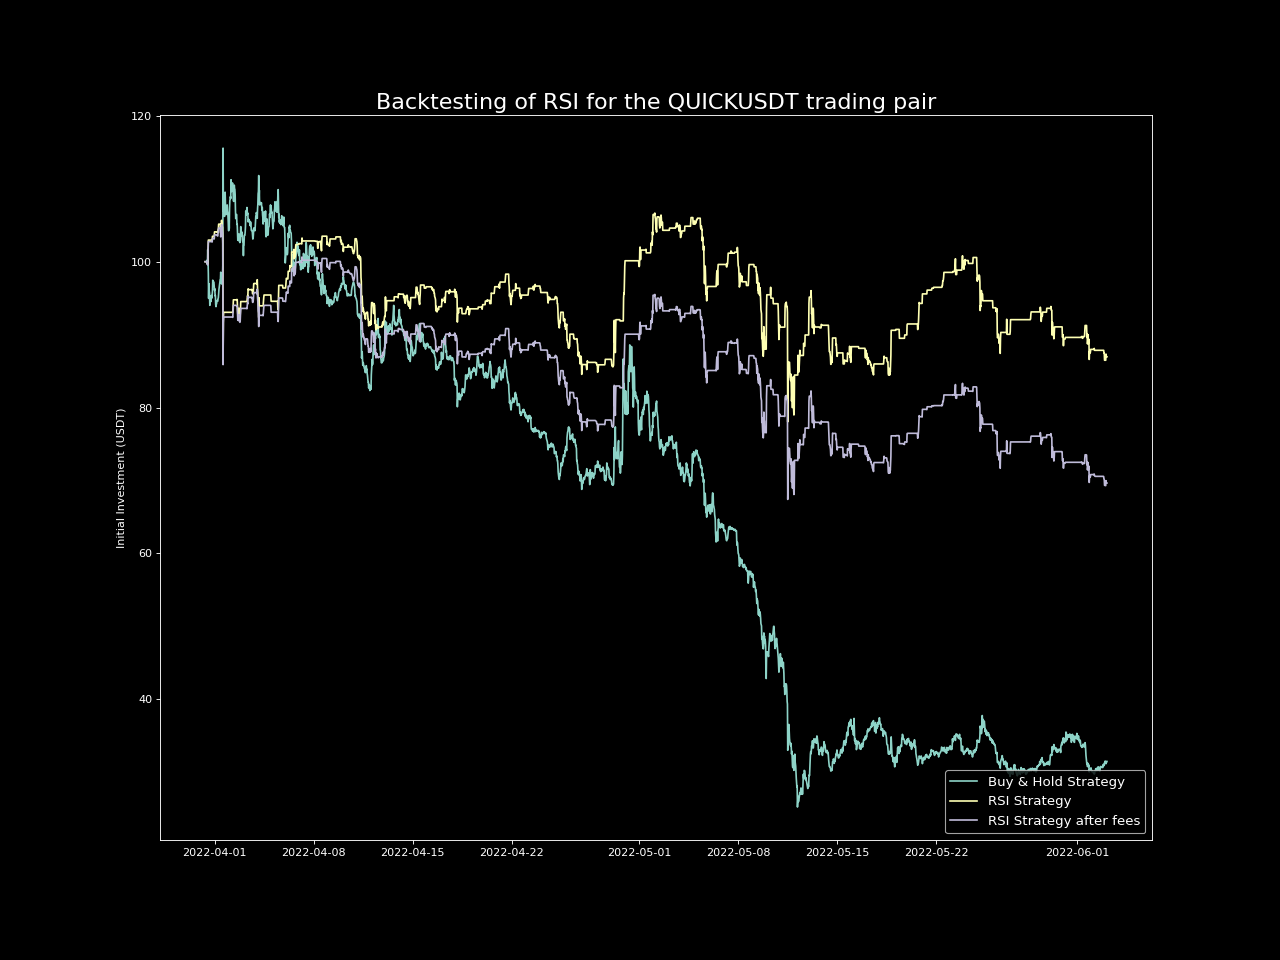 Backtesting of RSI for the QUICKUSDT trading pair
120
100
80
60
40
Initial Investment (USDT)
2022-04-01 2022-04-08 2022-04-15 2022-04-22 2022-05-01 2022-05-08 2022-05-15 2022-05-22 2022-06-01
Buy & Hold Strategy
RSI Strategy
RSI Strategy after fees